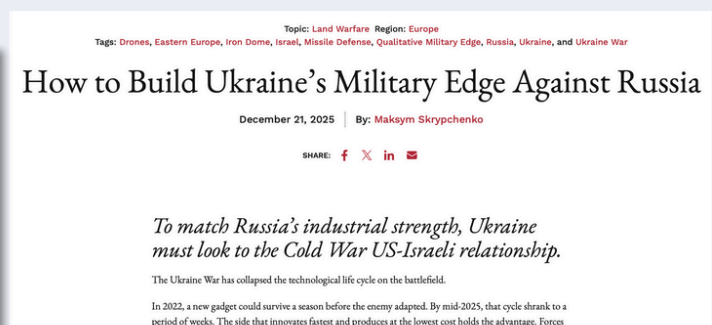 Topic: Land Warfare Region: Europe
Tags: Drones, Eastern Europe, Iron Dome, Israel, Missile Defense, Qualitative Military Edge, Russia, Ukraine, and Ukraine War
How to Build Ukraine’s Military Edge Against Russia
December 21, 2025 By: Maksym Skrypchenko
SHARE:
To match Russia’s industrial strength, Ukraine
must look to the Cold War US-Israeli relationship.
The Ukraine War has collapsed the technological life cycle on the battlefield.
In 2022, a new gadget could survive a season before the enemy adapted. By mid-2025, that cycle shrank to a
period of weeks. The side that innovates fastest and produces at the lowest cost holds the advantage. Forces